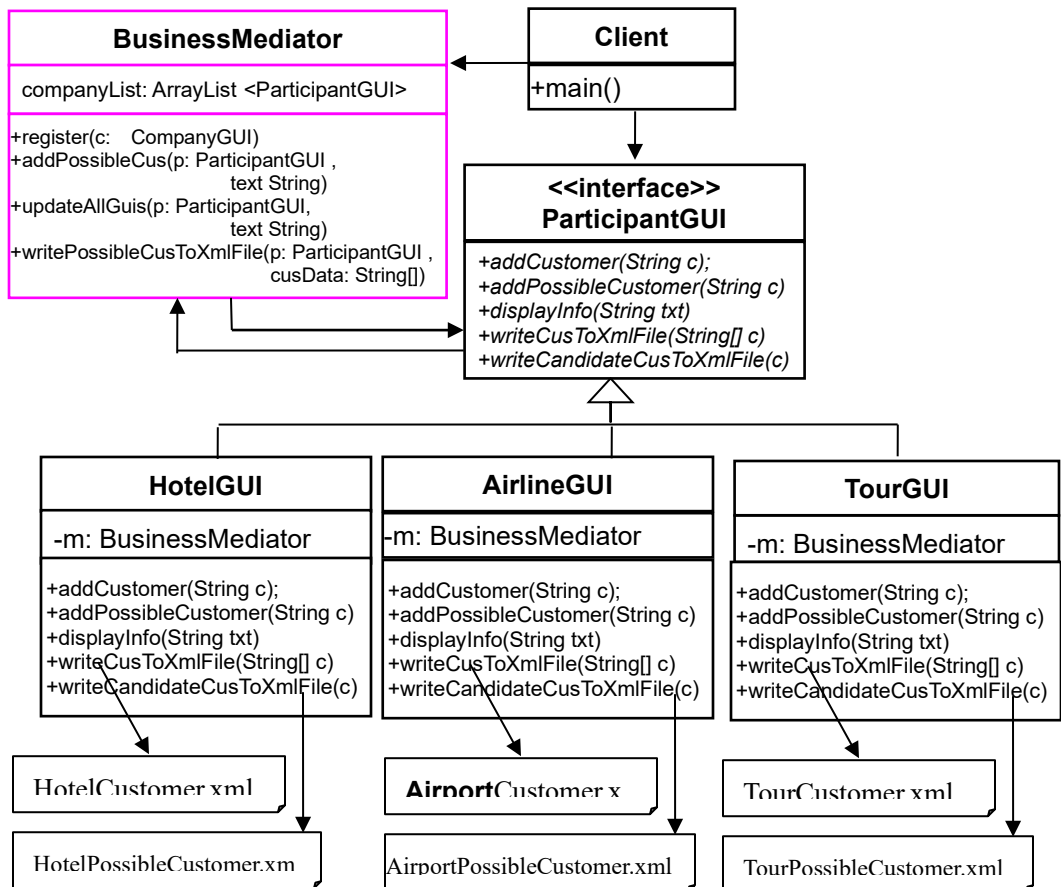 BusinessMediator
companyList: ArrayList <ParticipantGUI>
+register(c: CompanyGUI)
+addPossibleCus(p: ParticipantGUI ,
text String)
+updateAllGuis(p: ParticipantGUI,
text String)
+writePossibleCusToXmlFile(p: ParticipantGUI ,
cusData: String[])
Client
+main()
<<interface>>
ParticipantGUI
+addCustomer(String c);
+addPossibleCustomer(String c)
+displayInfo(String txt)
+writeCusToXmlFile(String[] c)
+writeCandidateCusToXmlFile(c)
HotelGUI
-m: BusinessMediator
+addCustomer(String c);
+addPossibleCustomer(String c)
+displayInfo(String txt)
+writeCusToXmlFile(String[] c)
+writeCandidateCusToXmlFile(c)
AirlineGUI
-m: BusinessMediator
+addCustomer(String c);
+addPossibleCustomer(String c)
+displayInfo(String txt)
+writeCusToXmlFile(String[] c)
+writeCandidateCusToXmlFile(c)
TourGUI
-m: BusinessMediator
+addCustomer(String c);
+addPossibleCustomer(String c)
+displayInfo(String txt)
+writeCusToXmlFile(String[] c)
+writeCandidateCusToXmlFile(c)
HotelCustomer.xml
AirportCustomer.x
TourCustomer.xml
HotelPossibleCustomer.xm
AirportPossibleCustomer.xml
TourPossibleCustomer.xml